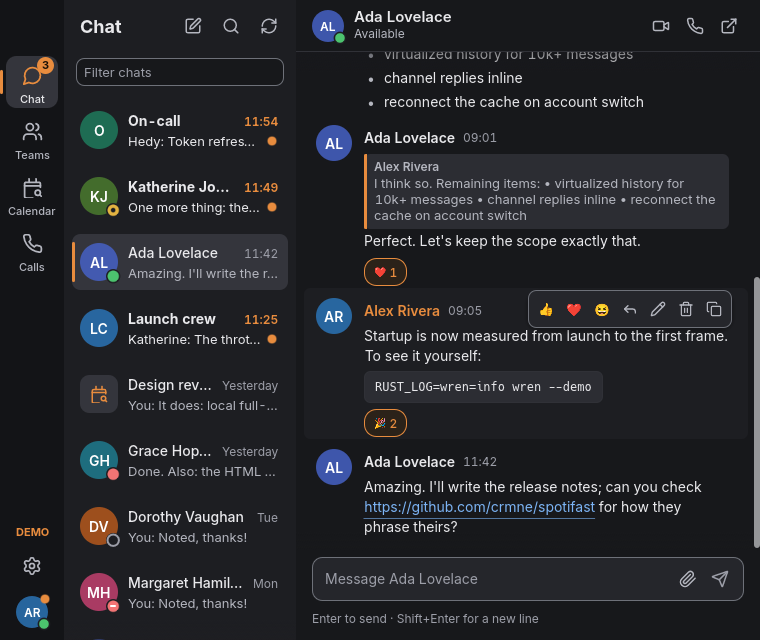 3
Chat
Teams
Calendar
Calls
DEMO
AR
Chat
Filter chats
O
On-call
11:54
Hedy: Token refres...
KJ
Katherine Jo...
11:49
One more thing: the...
AL
Ada Lovelace
11:42
Amazing. I'll write the r...
LC
Launch crew
11:25
Katherine: The throt...
Design rev...
Yesterday
You: It does: local full-...
GH
Grace Hop...
Yesterday
Done. Also: the HTML ...
DV
Dorothy Vaughan
Tue
You: Noted, thanks!
MH
Margaret Hamil...
Mon
You: Noted, thanks!
AL
Ada Lovelace
Available
• virtualized history for 10k+ messages
• channel replies inline
• reconnect the cache on account switch
AL
Ada Lovelace 09:01
Alex Rivera
I think so. Remaining items: • virtualized history for
10k+ messages • channel replies inline • reconnect the
cache on account switch
Perfect. Let's keep the scope exactly that.
❤️ 1
AR
Alex Rivera 09:05
👍 ❤️ 😆
Startup is now measured from launch to the first frame.
To see it yourself:
RUST_LOG=wren=info wren --demo
🎉 2
AL
Ada Lovelace 11:42
Amazing. I'll write the release notes; can you check
https://github.com/crmne/spotifast for how they
phrase theirs?
Message Ada Lovelace
Enter to send · Shift+Enter for a new line